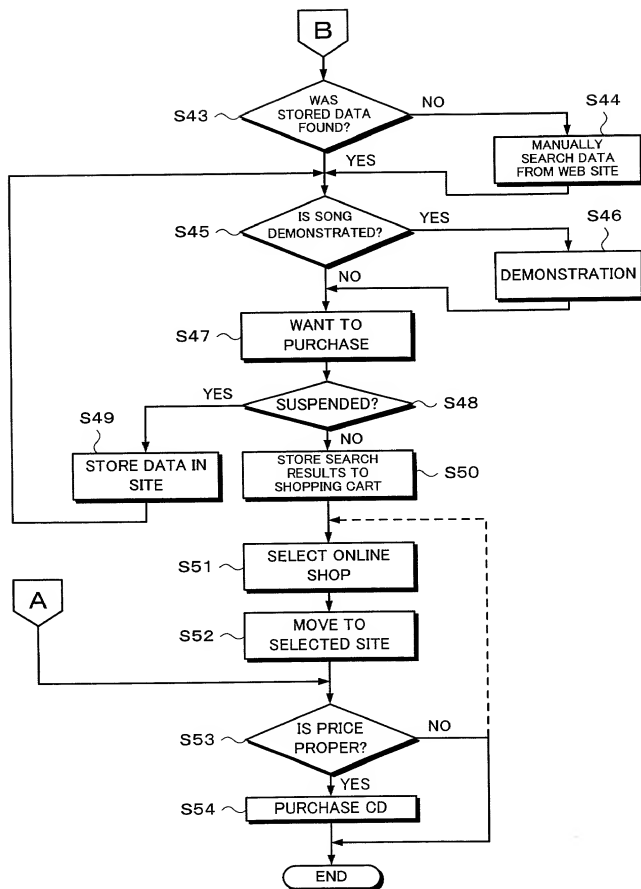 B
S43
WAS
STORED DATA
FOUND?
NO
S44
MANUALLY
SEARCH DATA
FROM WEB SITE
YES
S45
IS SONG
DEMONSTRATED?
YES
S46
DEMONSTRATION
NO
S47
WANT TO
PURCHASE
YES
SUSPENDED?
S48
S49
STORE DATA IN
SITE
NO
STORE SEARCH
RESULTS TO
SHOPPING CART
S50
S51
SELECT ONLINE
SHOP
A
S52
MOVE TO
SELECTED SITE
S53
IS PRICE
PROPER?
NO
YES
S54
PURCHASE CD
END